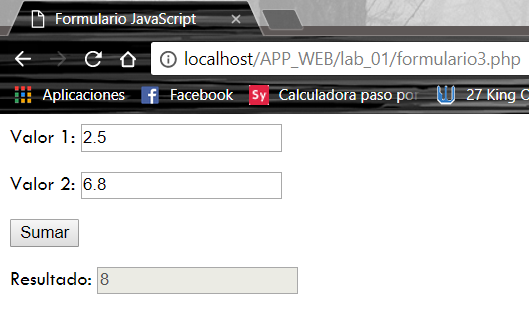 Formulario JavaScript
localhost/APP_WEB/lab_01/formulario3.php
Aplicaciones Facebook Sy Calculadora paso por 27 King O
Valor 1: 2.5
Valor 2: 6.8
Sumar
Resultado: 8